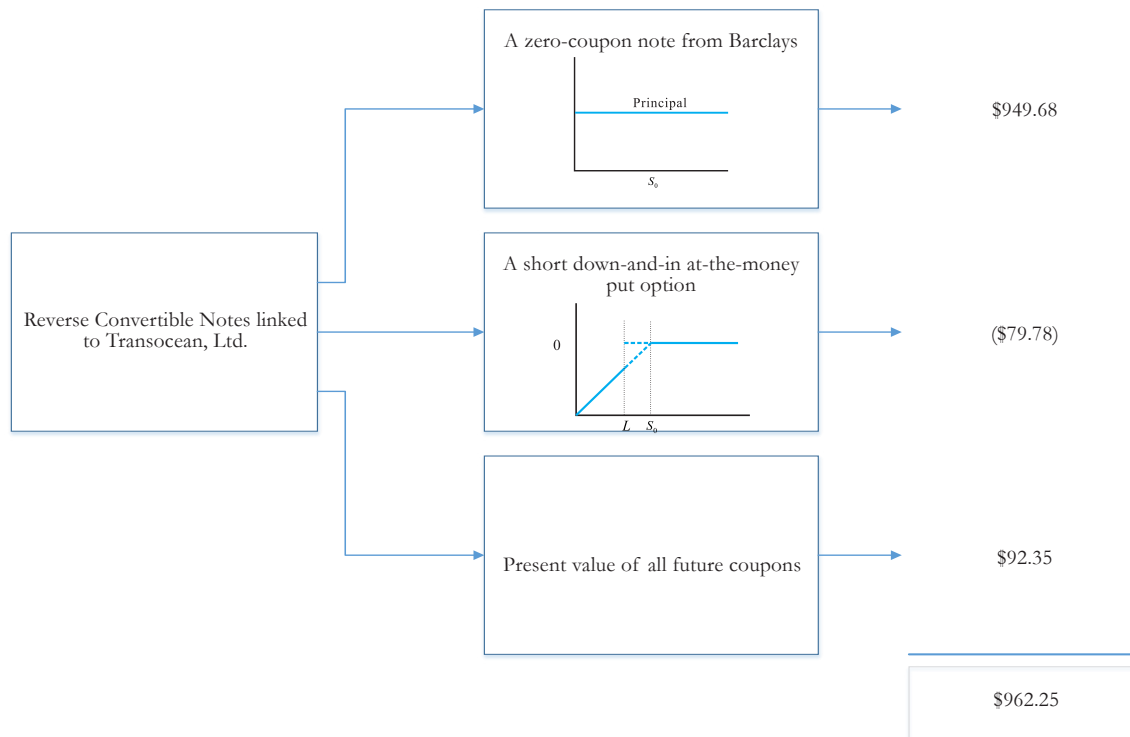 A zero-coupon note from Barclays
Principal
S₀
$949.68
Reverse Convertible Notes linked
to Transocean, Ltd.
A short down-and-in at-the-money
put option
0
L S₀
($79.78)
Present value of all future coupons
$92.35
$962.25